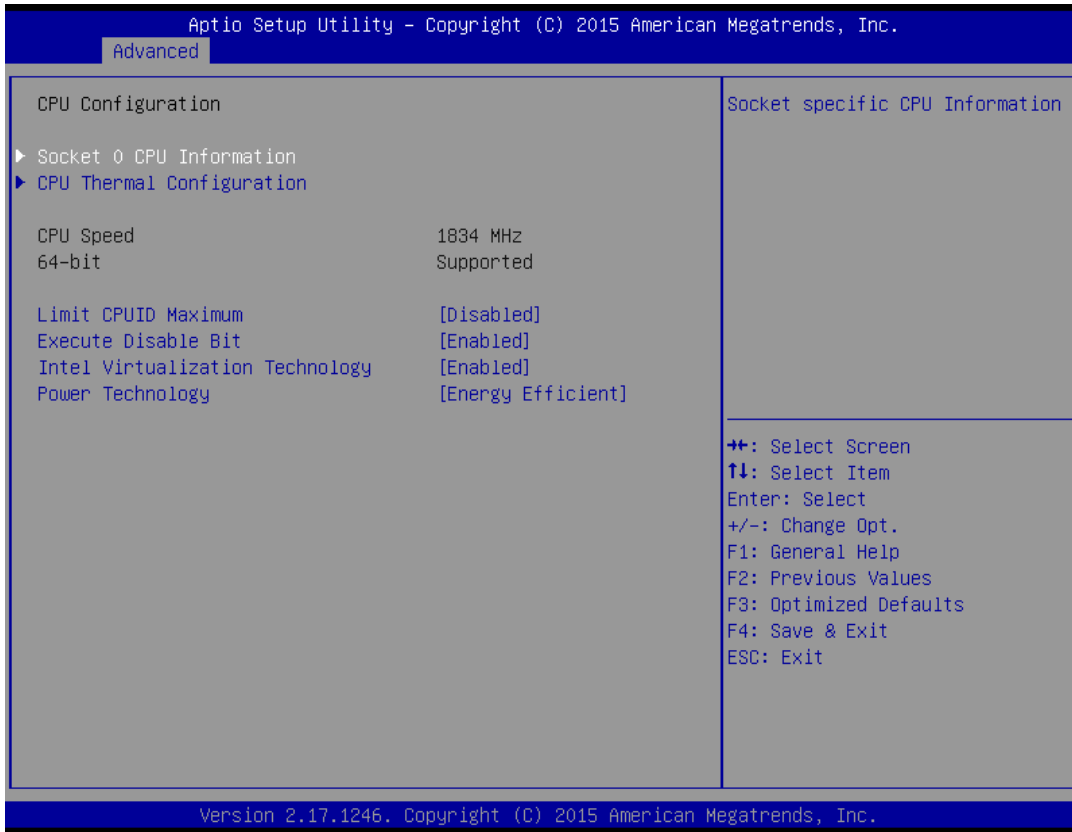 Aptio Setup Utility – Copyright (C) 2015 American Megatrends, Inc.
Advanced
CPU Configuration
Socket specific CPU Information
Socket 0 CPU Information
CPU Thermal Configuration
CPU Speed 1834 MHz
64-bit Supported
Limit CPUID Maximum [Disabled]
Execute Disable Bit [Enabled]
Intel Virtualization Technology [Enabled]
Power Technology [Energy Efficient]
→←: Select Screen
↑↓: Select Item
Enter: Select
+/-: Change Opt.
F1: General Help
F2: Previous Values
F3: Optimized Defaults
F4: Save & Exit
ESC: Exit
Version 2.17.1246. Copyright (C) 2015 American Megatrends, Inc.